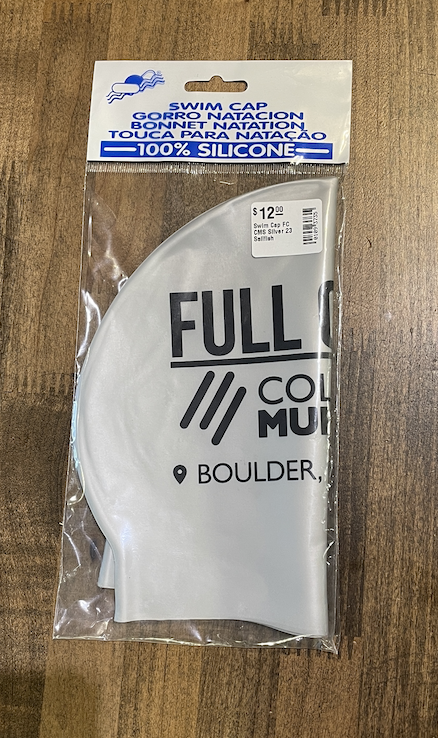 SWIM CAP
GORRO NATACION
BONNET NATATION
TOUCA PARA NATAÇÃO
100% SILICONE
$12.00
Swim Cap FC
CMS Silver 23
Sailfish
FULL
COL
MUR
BOULDER,